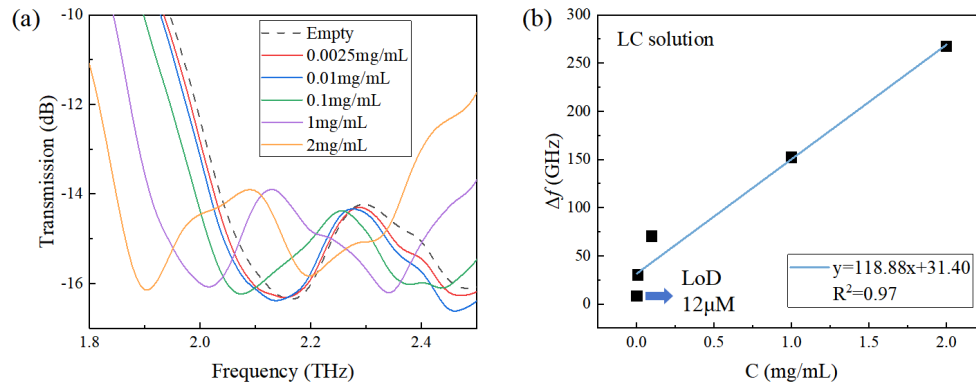 (a)
-10
-12
-14
-16
Transmission (dB)
1.8
2.0
2.2
2.4
Frequency (THz)
Empty
0.0025mg/mL
0.01mg/mL
0.1mg/mL
1mg/mL
2mg/mL
(b)
300
250
200
150
100
50
0
Δf (GHz)
LC solution
LoD
12μM
y=118.88x+31.40
R²=0.97
0.0
0.5
1.0
1.5
2.0
C (mg/mL)